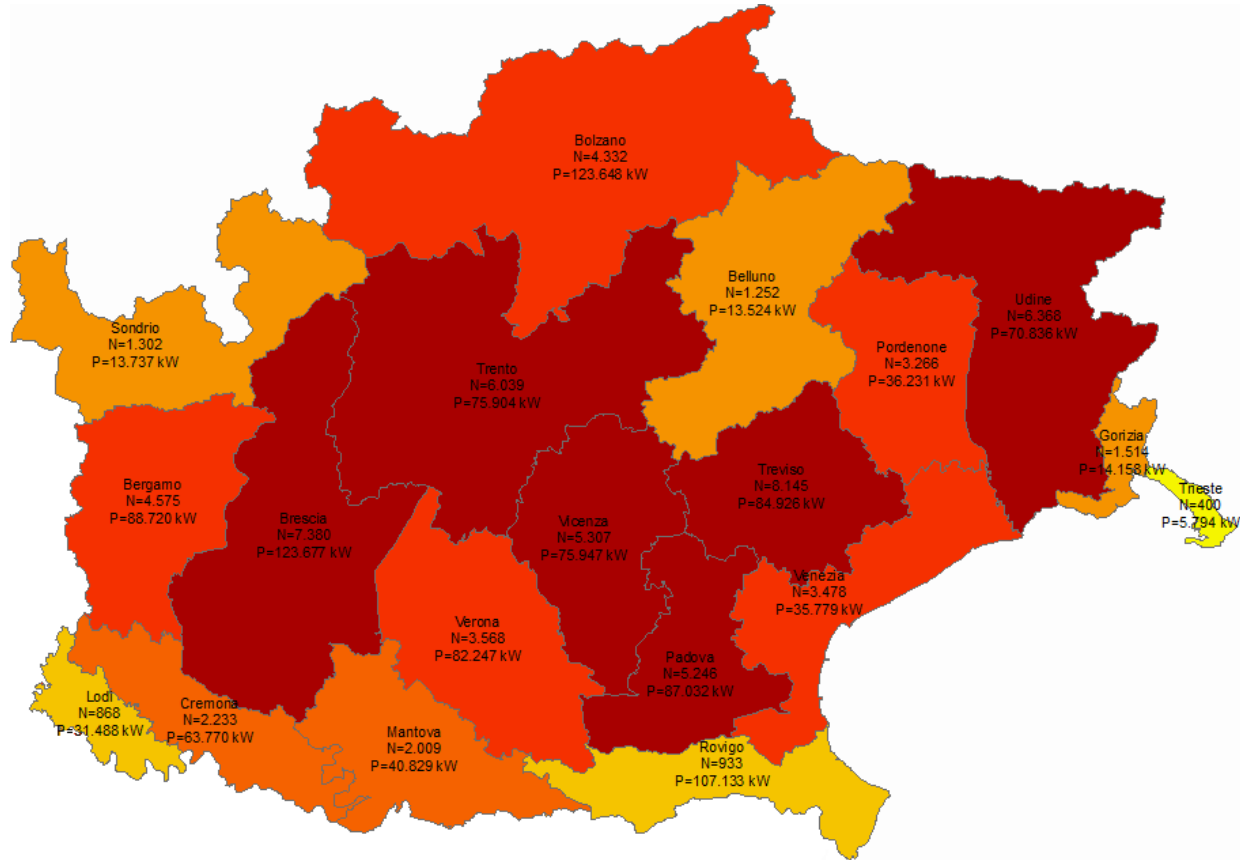 Bolzano
N=4.332
P=123.648 kW
Belluno
N=1.252
P=13.524 kW
Udine
N=6.368
P=70.836 kW
Sondrio
N=1.302
P=13.737 kW
Pordenone
N=3.266
P=36.231 kW
Trento
N=6.039
P=75.904 kW
Gorizia
N=1.514
P=14.158 kW
Treviso
N=8.145
P=84.926 kW
Bergamo
N=4.575
P=88.720 kW
Trieste
N=400
P=5.794 kW
Brescia
N=7.380
P=123.677 kW
Vicenza
N=5.307
P=75.947 kW
Venezia
N=3.478
P=35.779 kW
Verona
N=3.568
P=82.247 kW
Padova
N=5.246
P=87.032 kW
Lodi
N=868
P=31.488 kW
Cremona
N=2.233
P=63.770 kW
Mantova
N=2.009
P=40.829 kW
Rovigo
N=933
P=107.133 kW